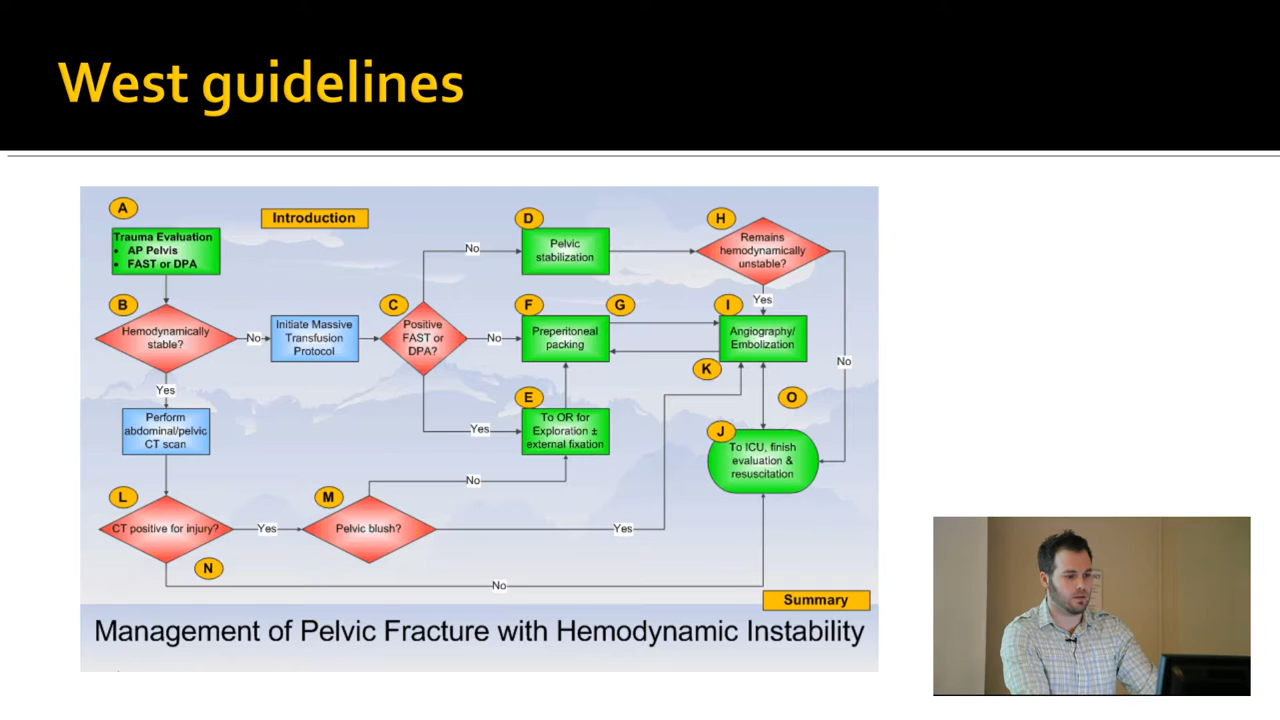 West guidelines
A
Introduction
D
H
Trauma Evaluation
• AP Pelvis
• FAST or DPA
No
Pelvic
stabilization
Remains
hemodynamically
unstable?
B
C
F
G
I
Yes
Hemodynamically
stable?
No
Initiate Massive
Transfusion
Protocol
Positive
FAST or
DPA?
No
Preperitoneal
packing
Angiography/
Embolization
No
K
Yes
E
O
Perform
abdominal/pelvic
CT scan
Yes
To OR for
Exploration ±
external fixation
J
To ICU, finish
evaluation &
resuscitation
No
L
M
CT positive for injury?
Yes
Pelvic blush?
Yes
N
No
Summary
Management of Pelvic Fracture with Hemodynamic Instability